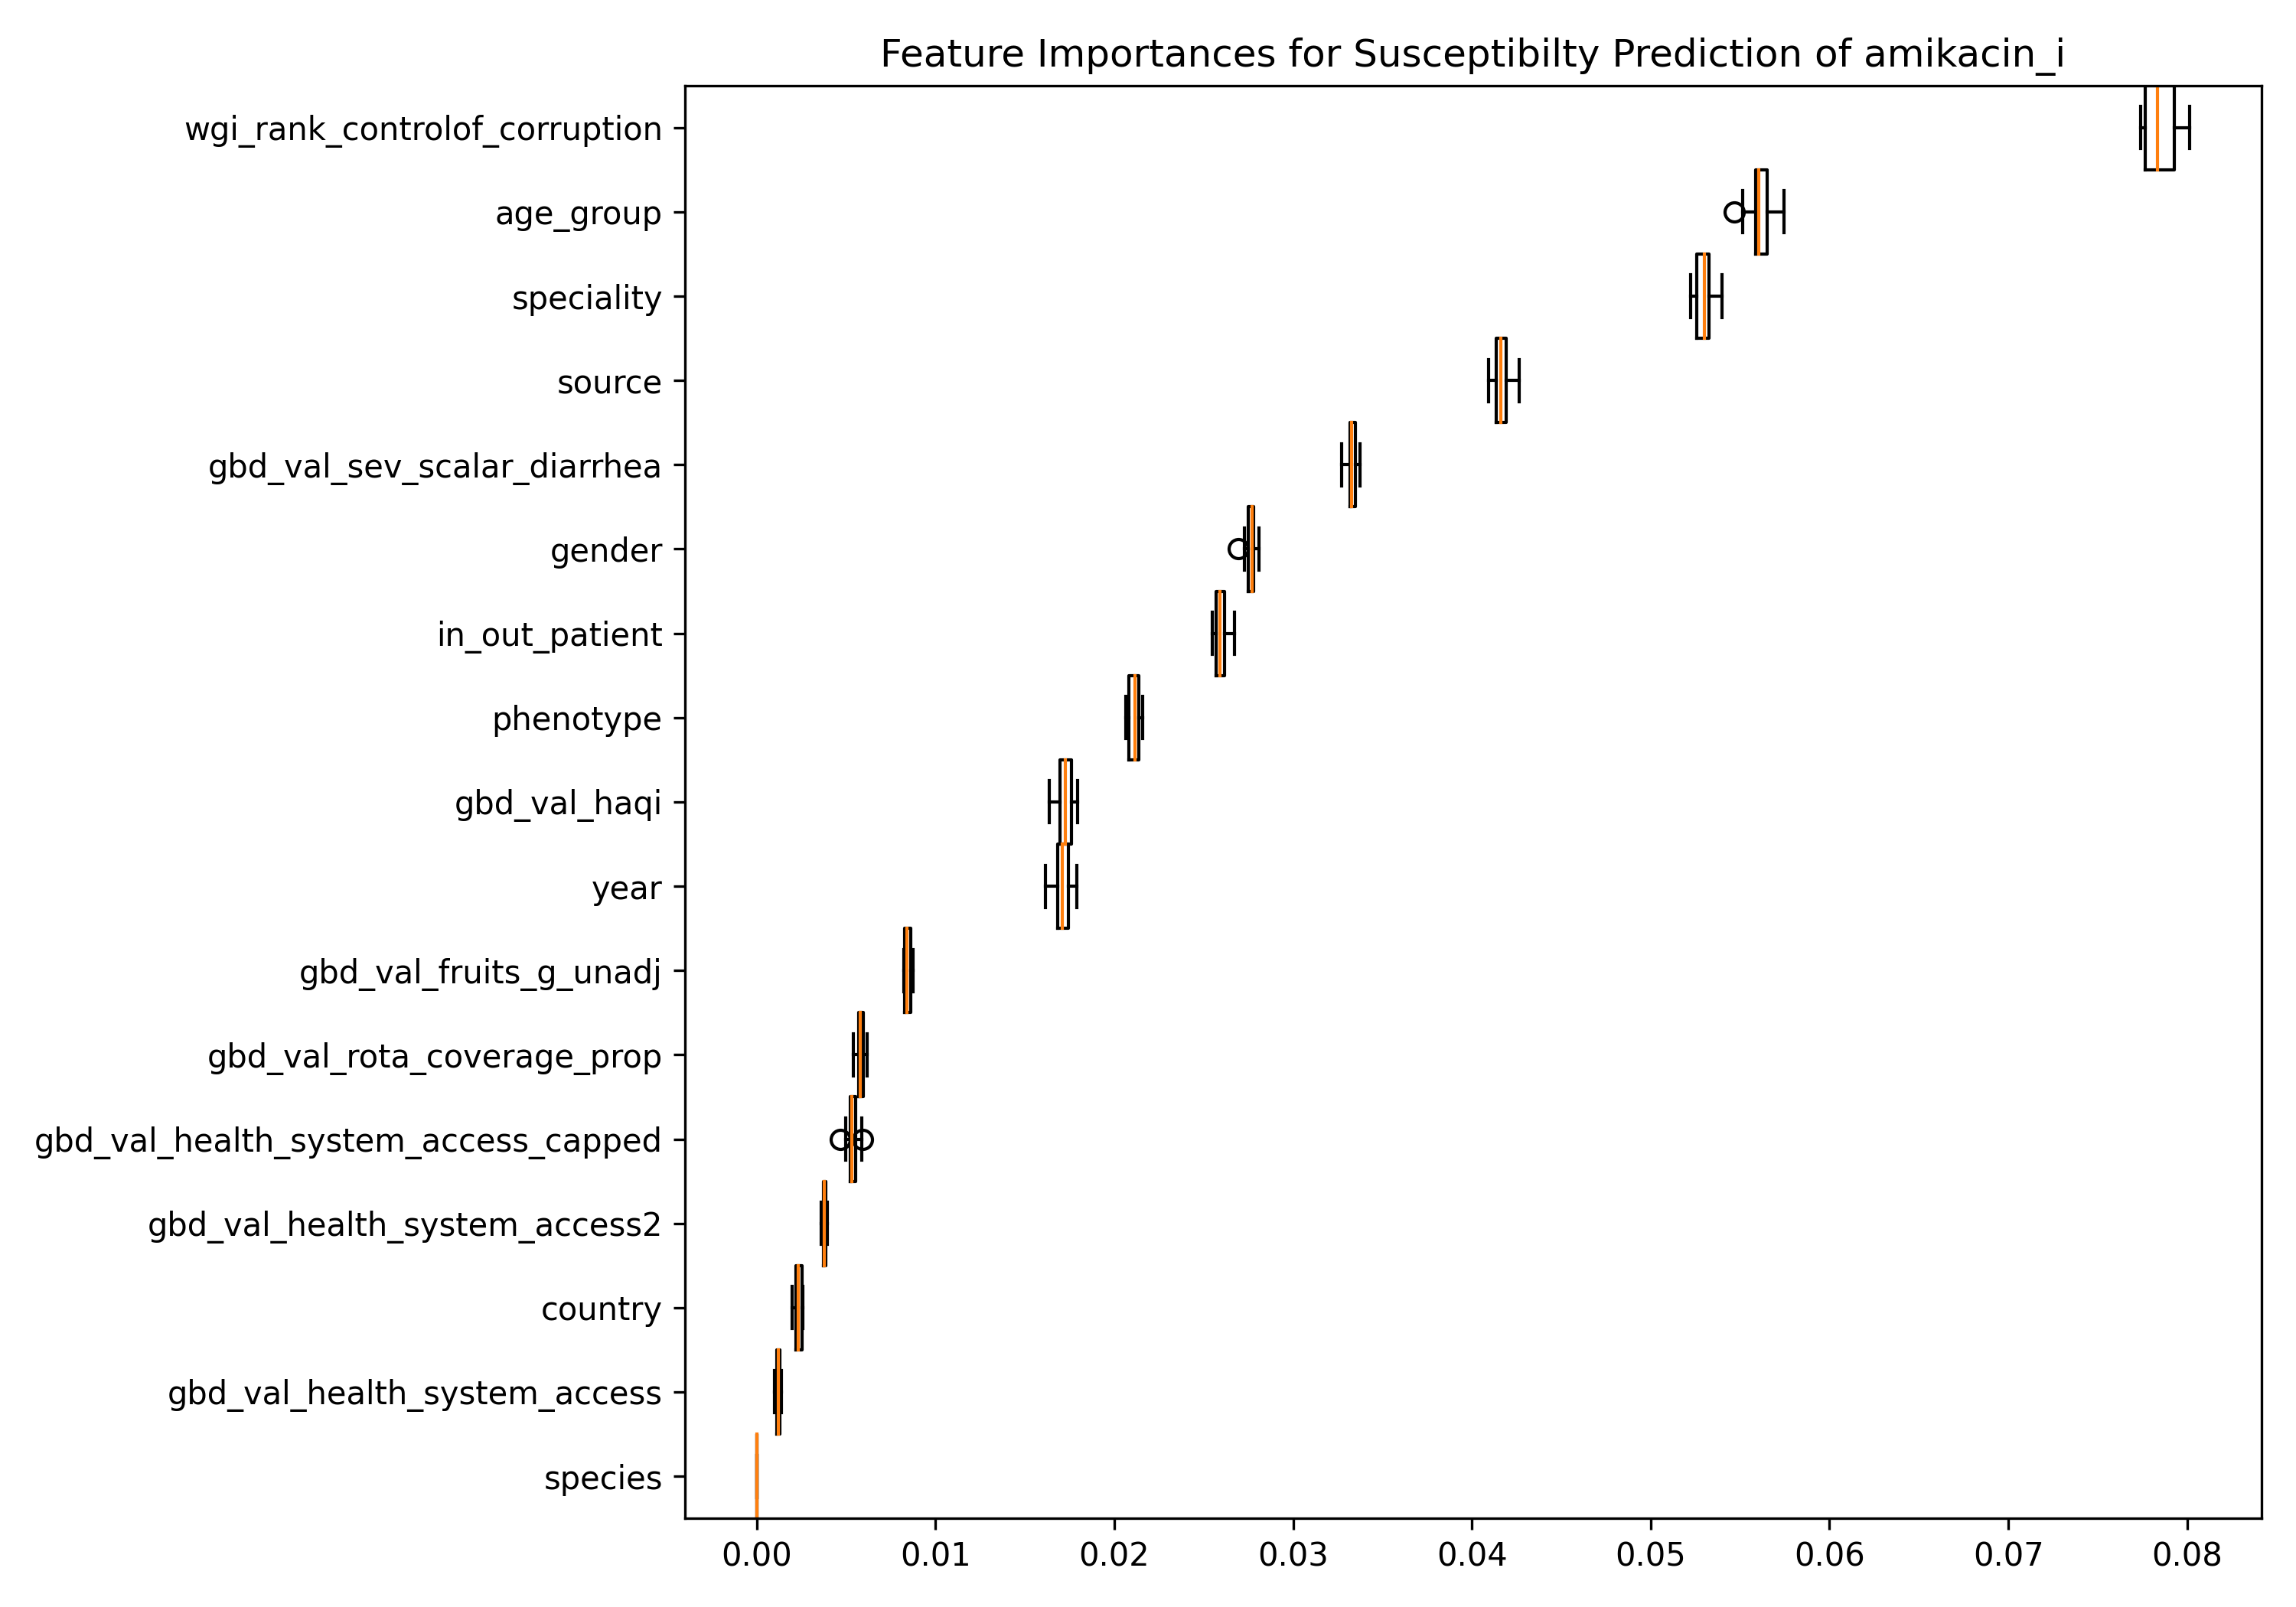 Feature Importances for Susceptibilty Prediction of amikacin_i
wgi_rank_controlof_corruption
age_group
speciality
source
gbd_val_sev_scalar_diarrhea
gender
in_out_patient
phenotype
gbd_val_haqi
year
gbd_val_fruits_g_unadj
gbd_val_rota_coverage_prop
gbd_val_health_system_access_capped
gbd_val_health_system_access2
country
gbd_val_health_system_access
species
0.00 0.01 0.02 0.03 0.04 0.05 0.06 0.07 0.08